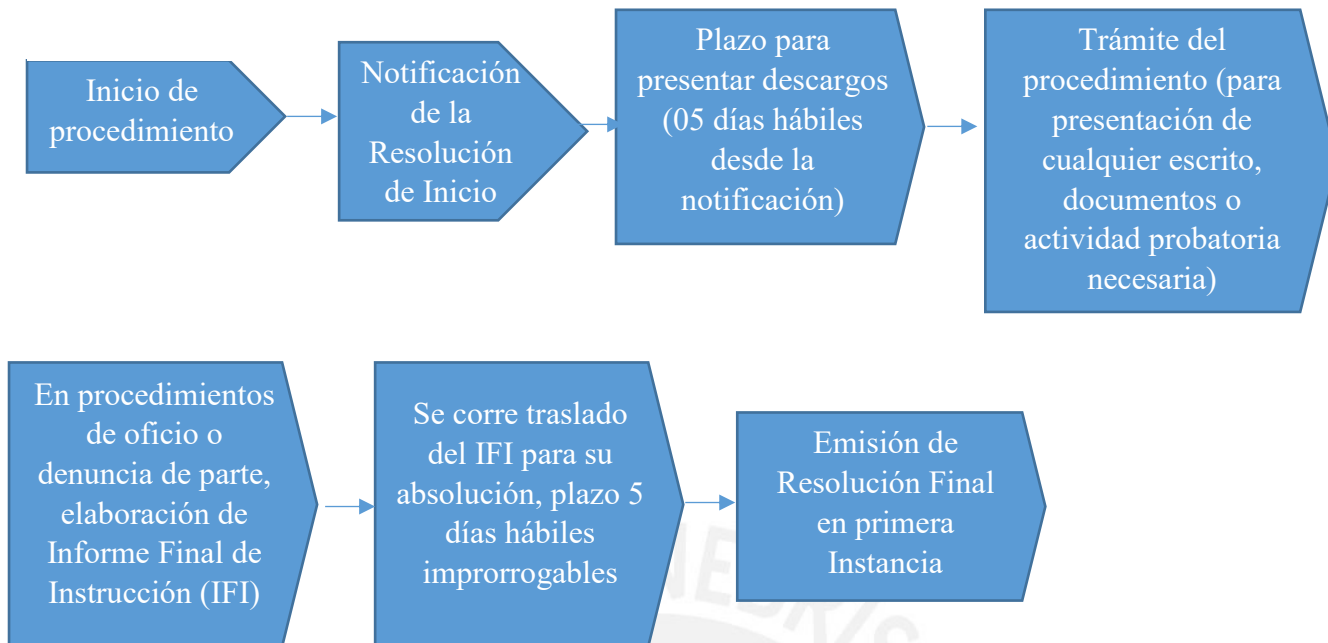 Inicio de
procedimiento
Notificación
de la
Resolución
de Inicio
Plazo para
presentar descargos
(05 días hábiles
desde la
notificación)
Trámite del
procedimiento (para
presentación de
cualquier escrito,
documentos o
actividad probatoria
necesaria)
En procedimientos
de oficio o
denuncia de parte,
elaboración de
Informe Final de
Instrucción (IFI)
Se corre traslado
del IFI para su
absolución, plazo 5
días hábiles
improrrogables
Emisión de
Resolución Final
en primera
Instancia